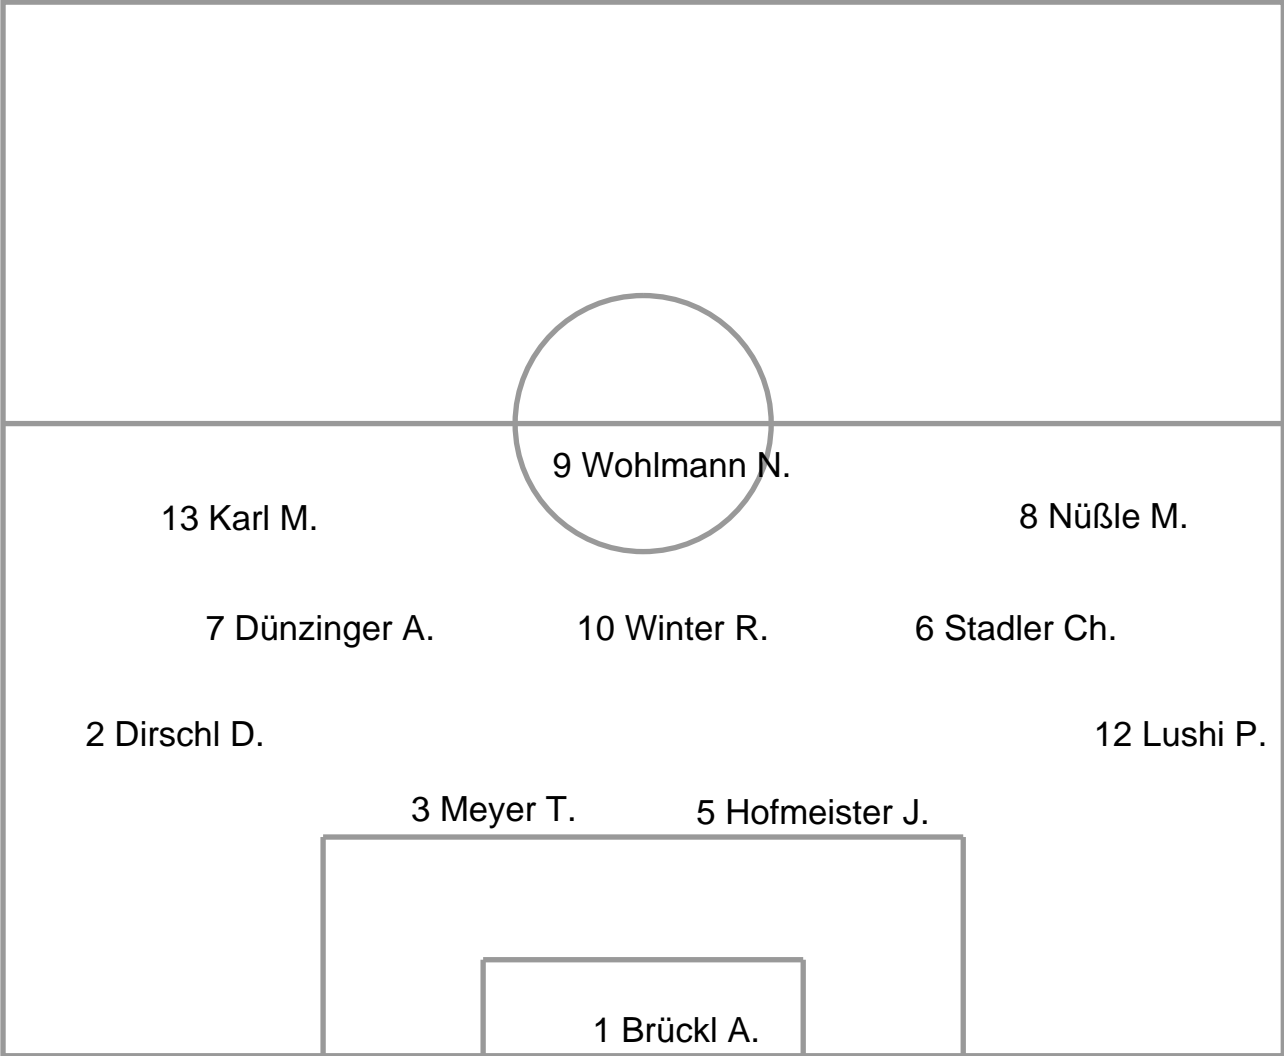 9 Wohlmann N.
13 Karl M.
8 Nüßle M.
7 Dünzinger A.
10 Winter R.
6 Stadler Ch.
2 Dirschl D.
12 Lushi P.
3 Meyer T.
5 Hofmeister J.
1 Brückl A.